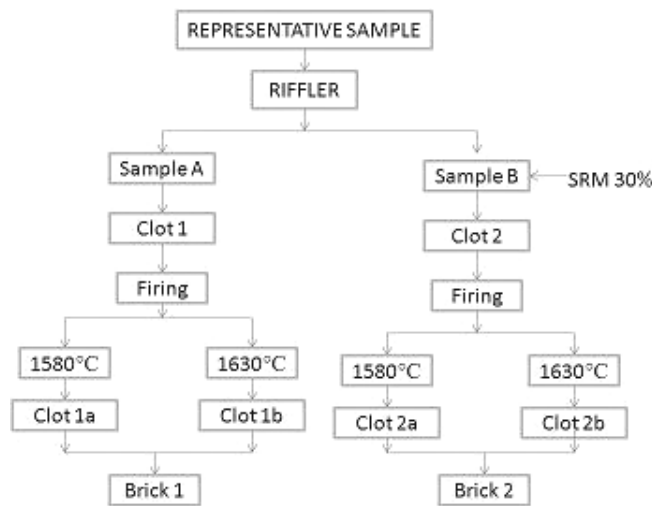 REPRESENTATIVE SAMPLE
RIFFLER
Sample A
Sample B
SRM 30%
Clot 1
Clot 2
Firing
Firing
1580°C
1630°C
1580°C
1630°C
Clot 1a
Clot 1b
Clot 2a
Clot 2b
Brick 1
Brick 2